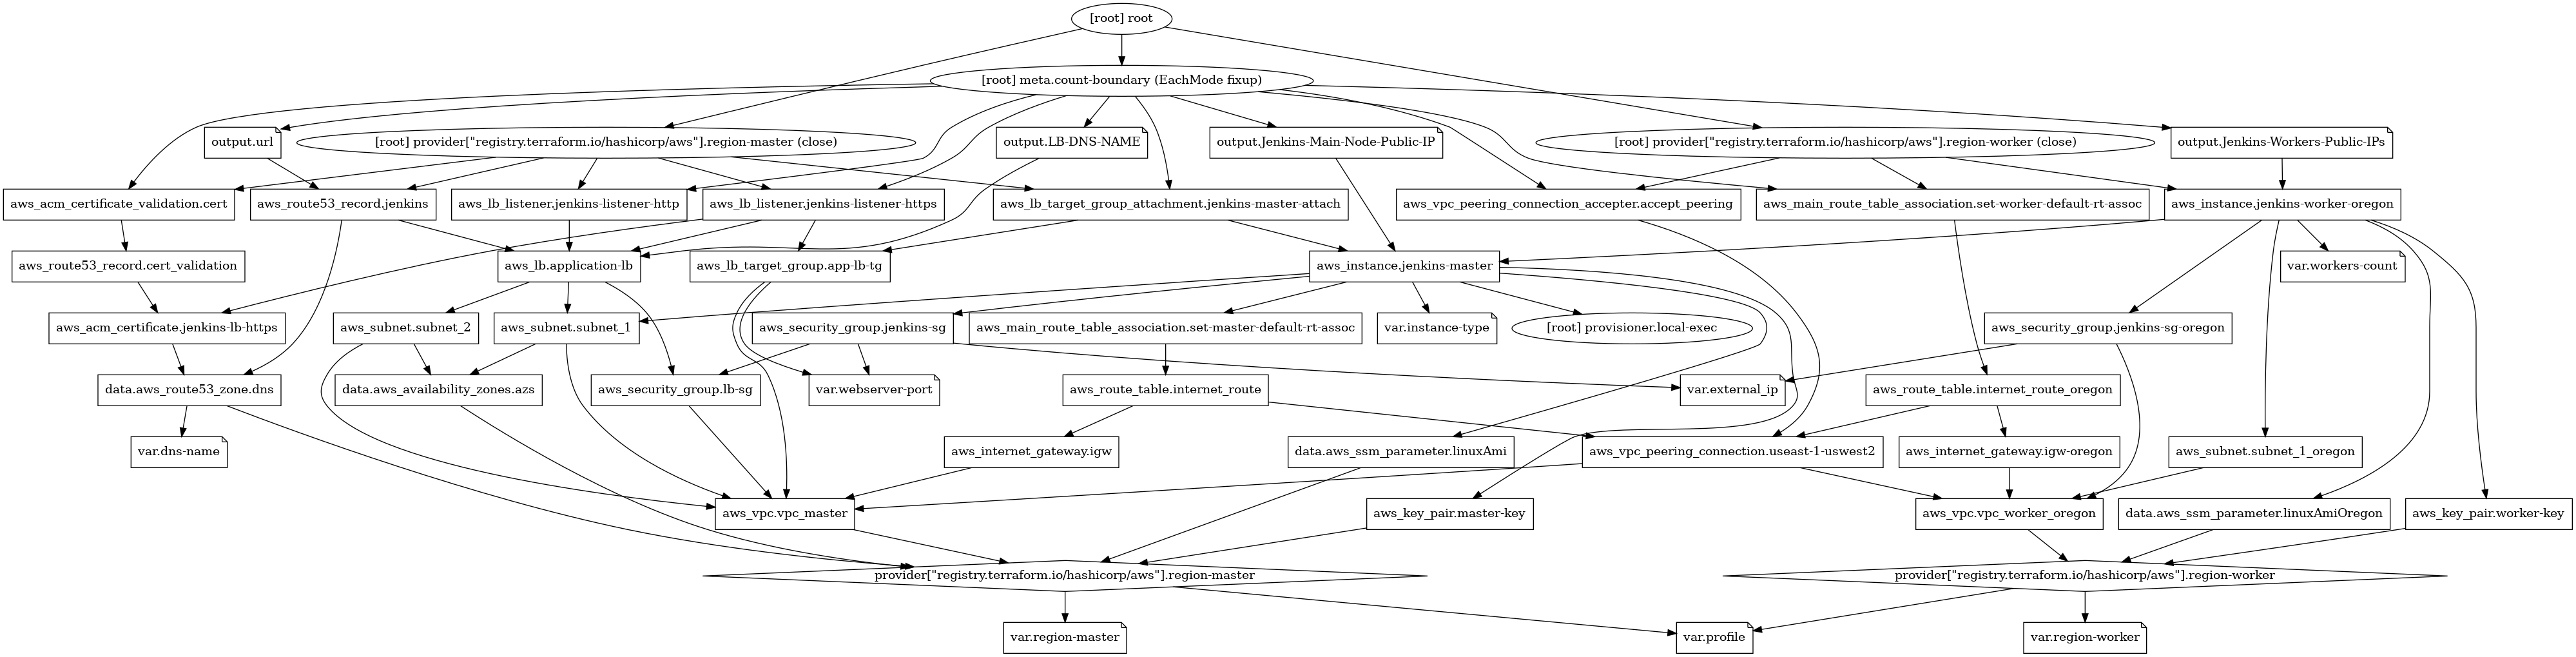 [root] root
[root] meta.count-boundary (EachMode fixup)
output.url
[root] provider[\"registry.terraform.io/hashicorp/aws\"].region-master (close)
output.LB-DNS-NAME
output.Jenkins-Main-Node-Public-IP
[root] provider[\"registry.terraform.io/hashicorp/aws\"].region-worker (close)
output.Jenkins-Workers-Public-IPs
aws_acm_certificate_validation.cert
aws_route53_record.jenkins
aws_lb_listener.jenkins-listener-http
aws_lb_listener.jenkins-listener-https
aws_lb_target_group_attachment.jenkins-master-attach
aws_vpc_peering_connection_accepter.accept_peering
aws_main_route_table_association.set-worker-default-rt-assoc
aws_instance.jenkins-worker-oregon
aws_route53_record.cert_validation
aws_lb.application-lb
aws_lb_target_group.app-lb-tg
aws_instance.jenkins-master
var.workers-count
aws_acm_certificate.jenkins-lb-https
aws_subnet.subnet_2
aws_subnet.subnet_1
aws_security_group.jenkins-sg
aws_main_route_table_association.set-master-default-rt-assoc
var.instance-type
[root] provisioner.local-exec
aws_security_group.jenkins-sg-oregon
data.aws_route53_zone.dns
data.aws_availability_zones.azs
aws_security_group.lb-sg
var.webserver-port
aws_route_table.internet_route
var.external_ip
aws_route_table.internet_route_oregon
var.dns-name
aws_internet_gateway.igw
data.aws_ssm_parameter.linuxAmi
aws_vpc_peering_connection.useast-1-uswest2
aws_internet_gateway.igw-oregon
aws_subnet.subnet_1_oregon
aws_vpc.vpc_master
aws_key_pair.master-key
aws_vpc.vpc_worker_oregon
data.aws_ssm_parameter.linuxAmiOregon
aws_key_pair.worker-key
provider[\"registry.terraform.io/hashicorp/aws\"].region-master
provider[\"registry.terraform.io/hashicorp/aws\"].region-worker
var.region-master
var.profile
var.region-worker